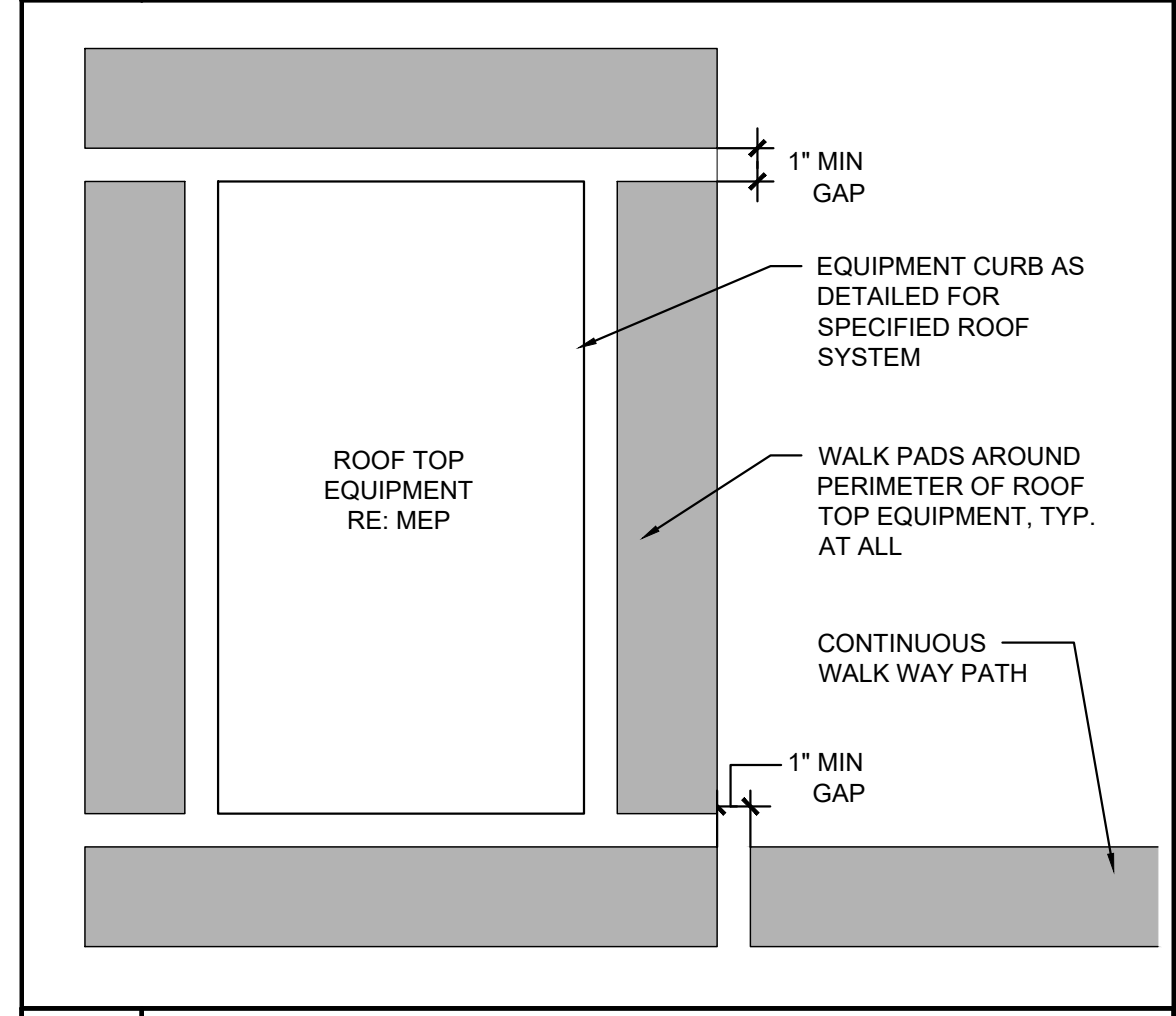 1" MIN
GAP
EQUIPMENT CURB AS
DETAILED FOR
SPECIFIED ROOF
SYSTEM
ROOF TOP
EQUIPMENT
RE: MEP
WALK PADS AROUND
PERIMETER OF ROOF
TOP EQUIPMENT, TYP.
AT ALL
CONTINUOUS
WALK WAY PATH
1" MIN
GAP